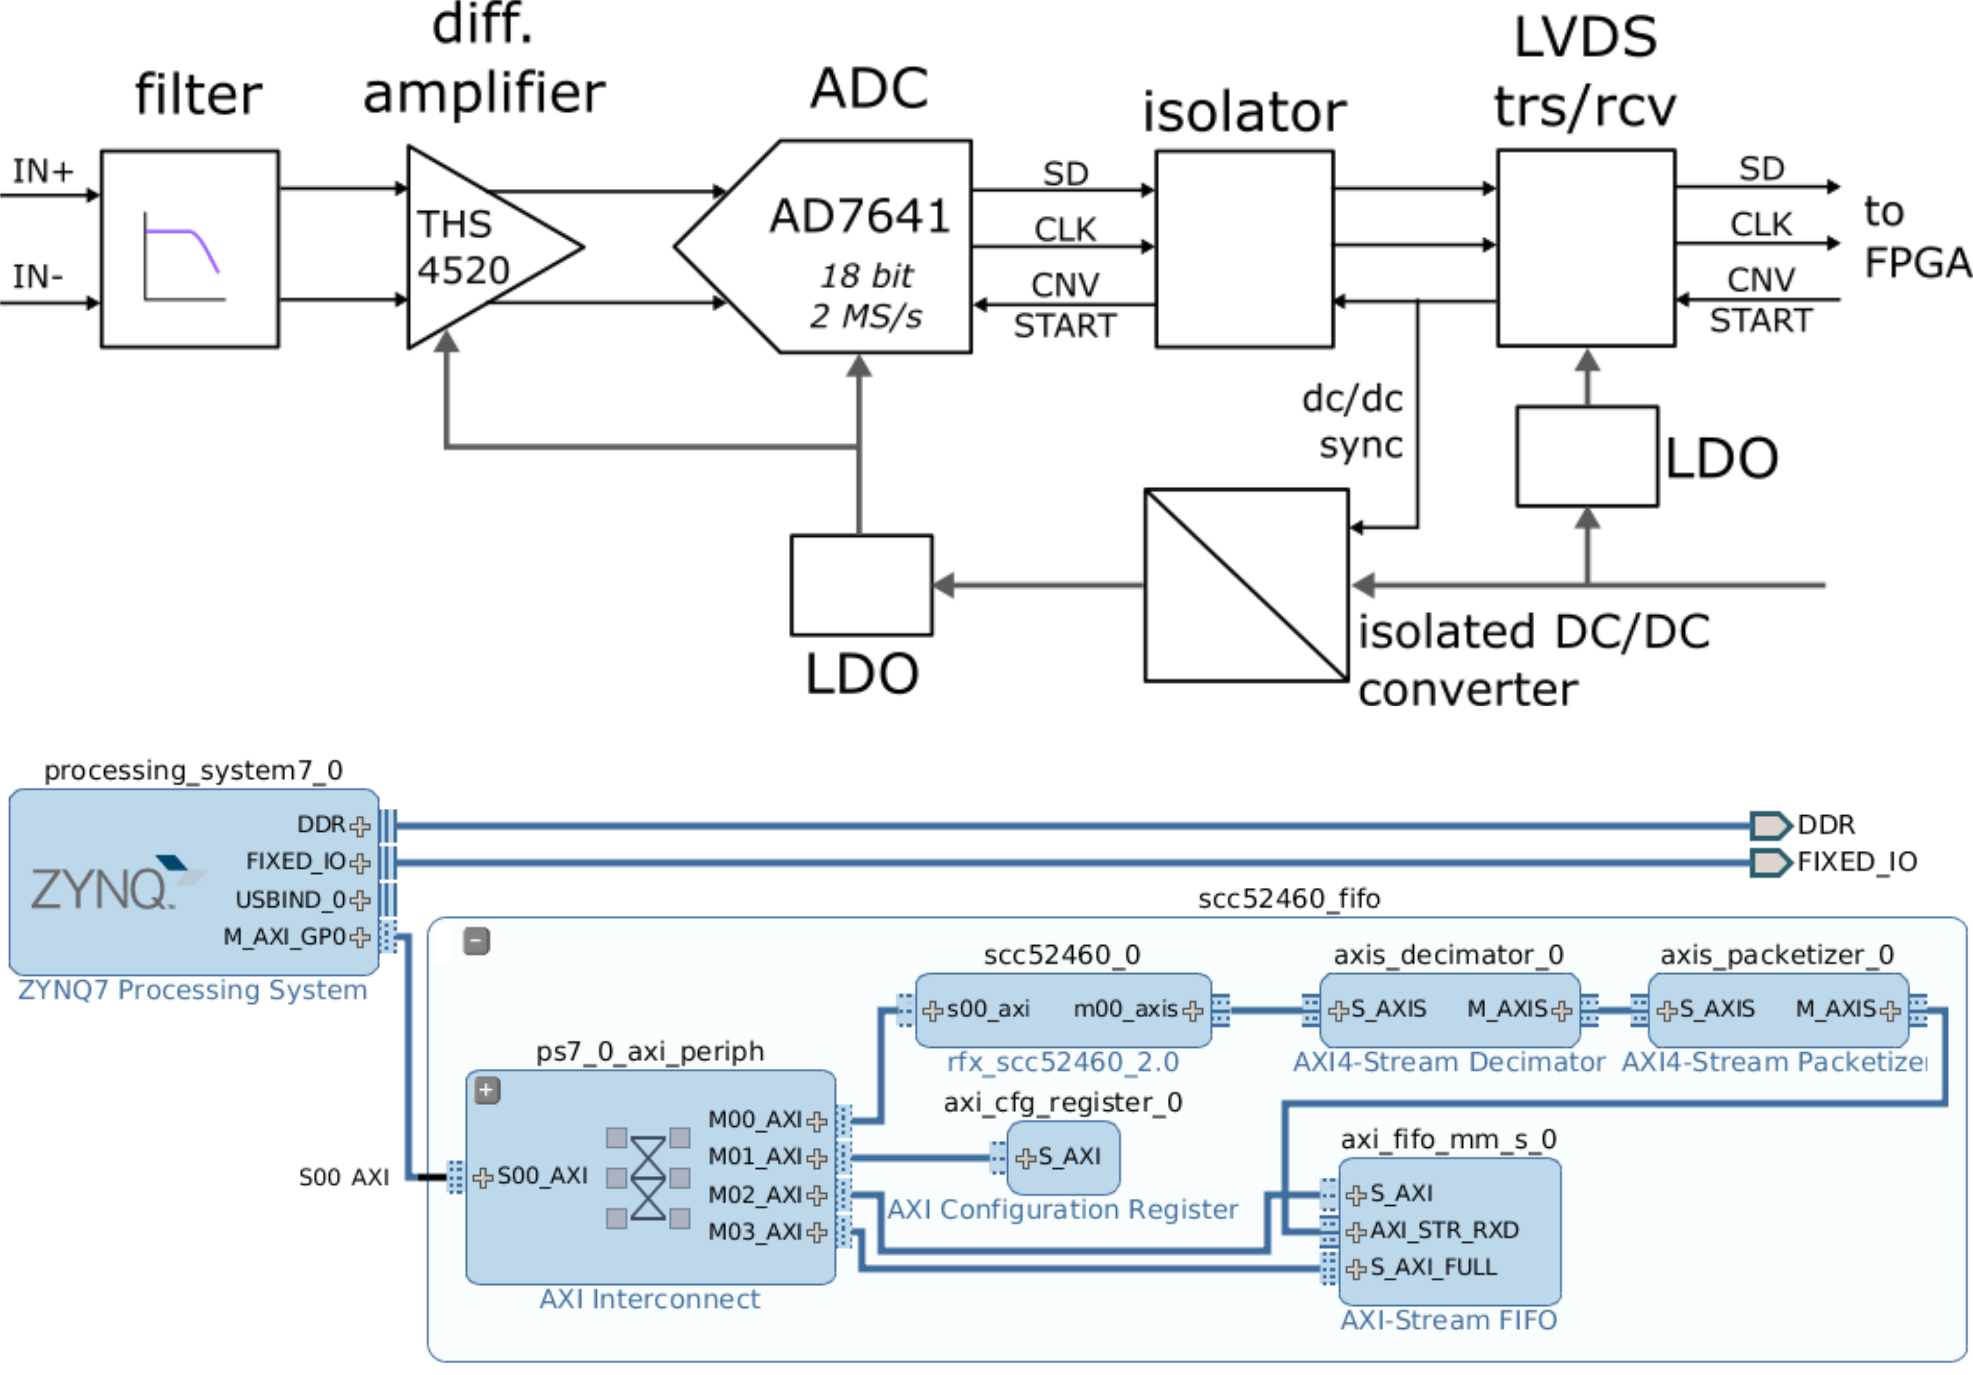 diff.
amplifier
filter
ADC
isolator
LVDS
trs/rcv
IN+
IN-
THS
4520
AD7641
18 bit
2 MS/s
SD
CLK
CNV
START
SD
CLK
CNV
START
to
FPGA
dc/dc
sync
LDO
LDO
isolated DC/DC
converter
processing_system7_0
DDR
FIXED_IO
USBIND_0
M_AXI_GP0
ZYNQ
ZYNQ7 Processing System
DDR
FIXED_IO
scc52460_fifo
scc52460_0
s00_axi m00_axis
rfx_scc52460_2.0
axis_decimator_0
S_AXIS M_AXIS
AXI4-Stream Decimator
axis_packetizer_0
S_AXIS M_AXIS
AXI4-Stream Packetizer
ps7_0_axi_periph
S00_AXI
S00_AXI
M00_AXI
M01_AXI
M02_AXI
M03_AXI
AXI Interconnect
axi_cfg_register_0
S_AXI
AXI Configuration Register
axi_fifo_mm_s_0
S_AXI
AXI_STR_RXD
S_AXI_FULL
AXI-Stream FIFO